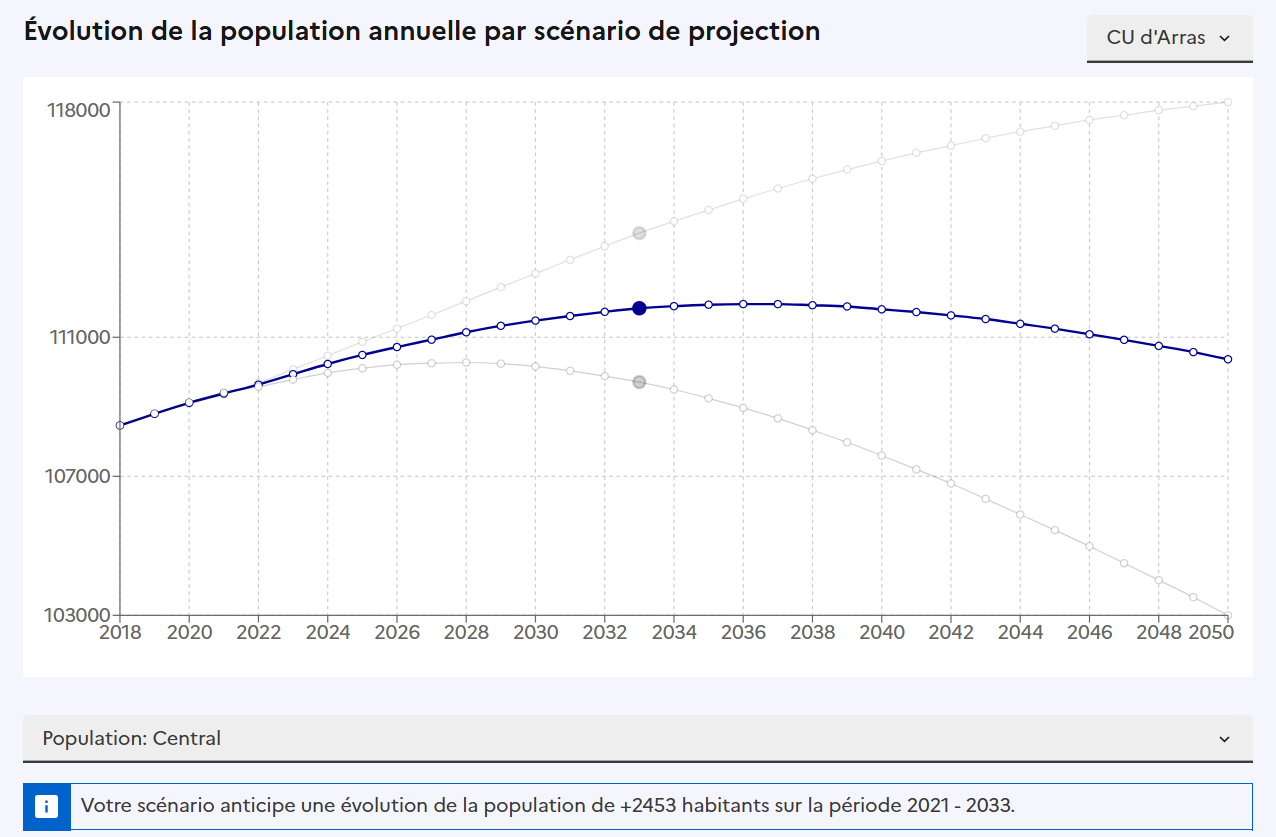 Évolution de la population annuelle par scénario de projection
CU d'Arras
118000
111000
107000
103000
2018 2020 2022 2024 2026 2028 2030 2032 2034 2036 2038 2040 2042 2044 2046 2048 2050
Population: Central
i Votre scénario anticipe une évolution de la population de +2453 habitants sur la période 2021 - 2033.